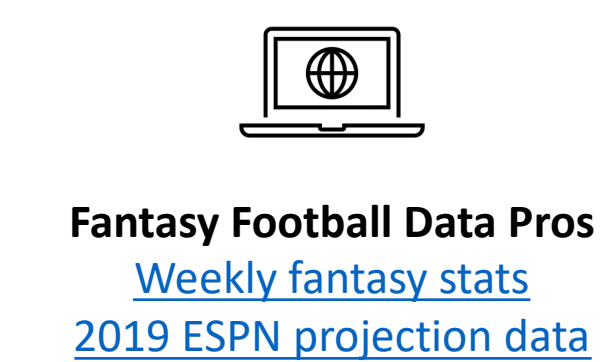 Fantasy Football Data Pros
Weekly fantasy stats
2019 ESPN projection data